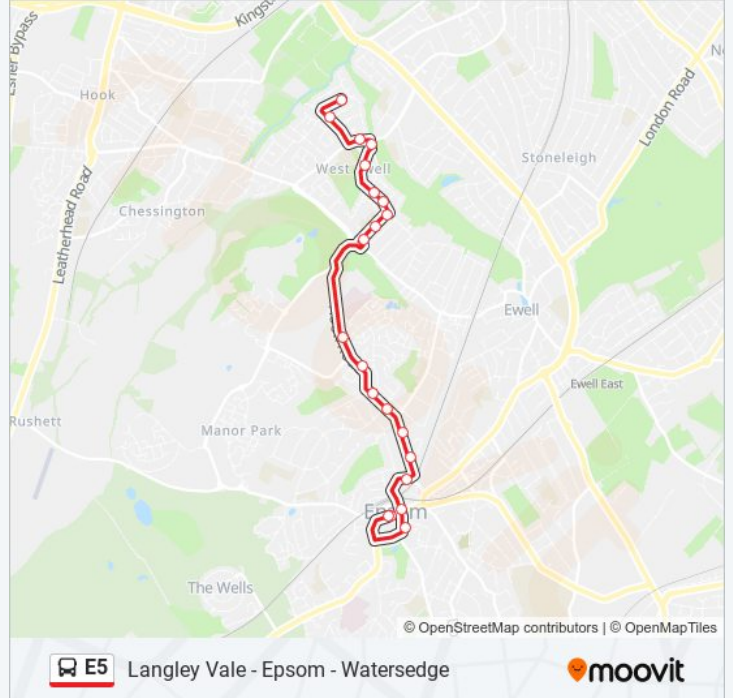 Esher Bypass
Kings
Hook
London Road
Stoneleigh
West Ewell
Leatherhead Road
Chessington
Ewell
Ewell East
Rushett
Manor Park
Epsom
The Wells
© OpenStreetMap contributors | © OpenMapTiles
E5 Langley Vale - Epsom - Watersedge
moovit